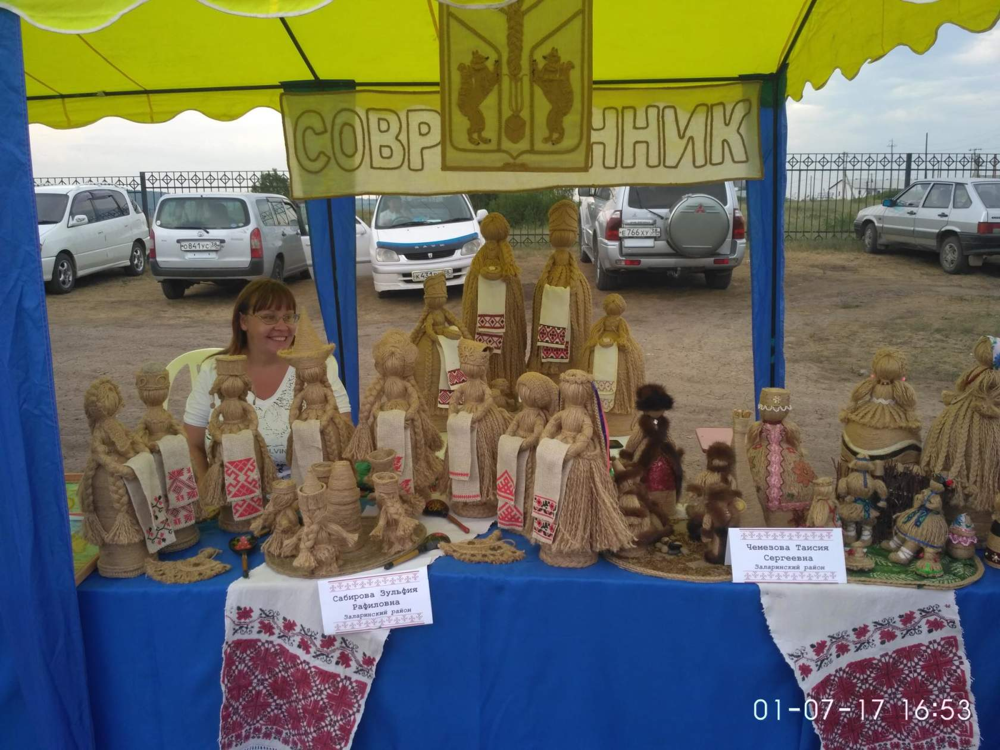 СОВР ННИК
О841УС 38
Е766ХУ 38
Чемезова Таисия
Сергеевна
Заларинский район
Сабирова Зульфия
Рафиловна
Заларинский район
01-07-17 16:53